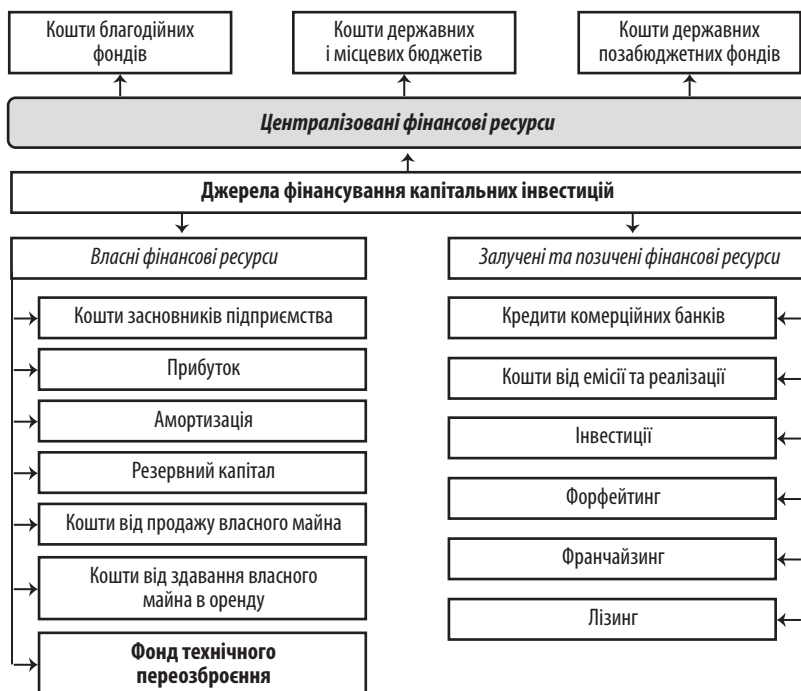 Кошти благодійних
фондів
Кошти державних
і місцевих бюджетів
Кошти державних
позабюджетних фондів
Централізовані фінансові ресурси
Джерела фінансування капітальних інвестицій
Власні фінансові ресурси
Кошти засновників підприємства
Прибуток
Амортизація
Резервний капітал
Кошти від продажу власного майна
Кошти від здавання власного
майна в оренду
Фонд технічного
переозброєння
Залучені та позичені фінансові ресурси
Кредити комерційних банків
Кошти від емісії та реалізації
Інвестиції
Форфейтинг
Франчайзинг
Лізинг